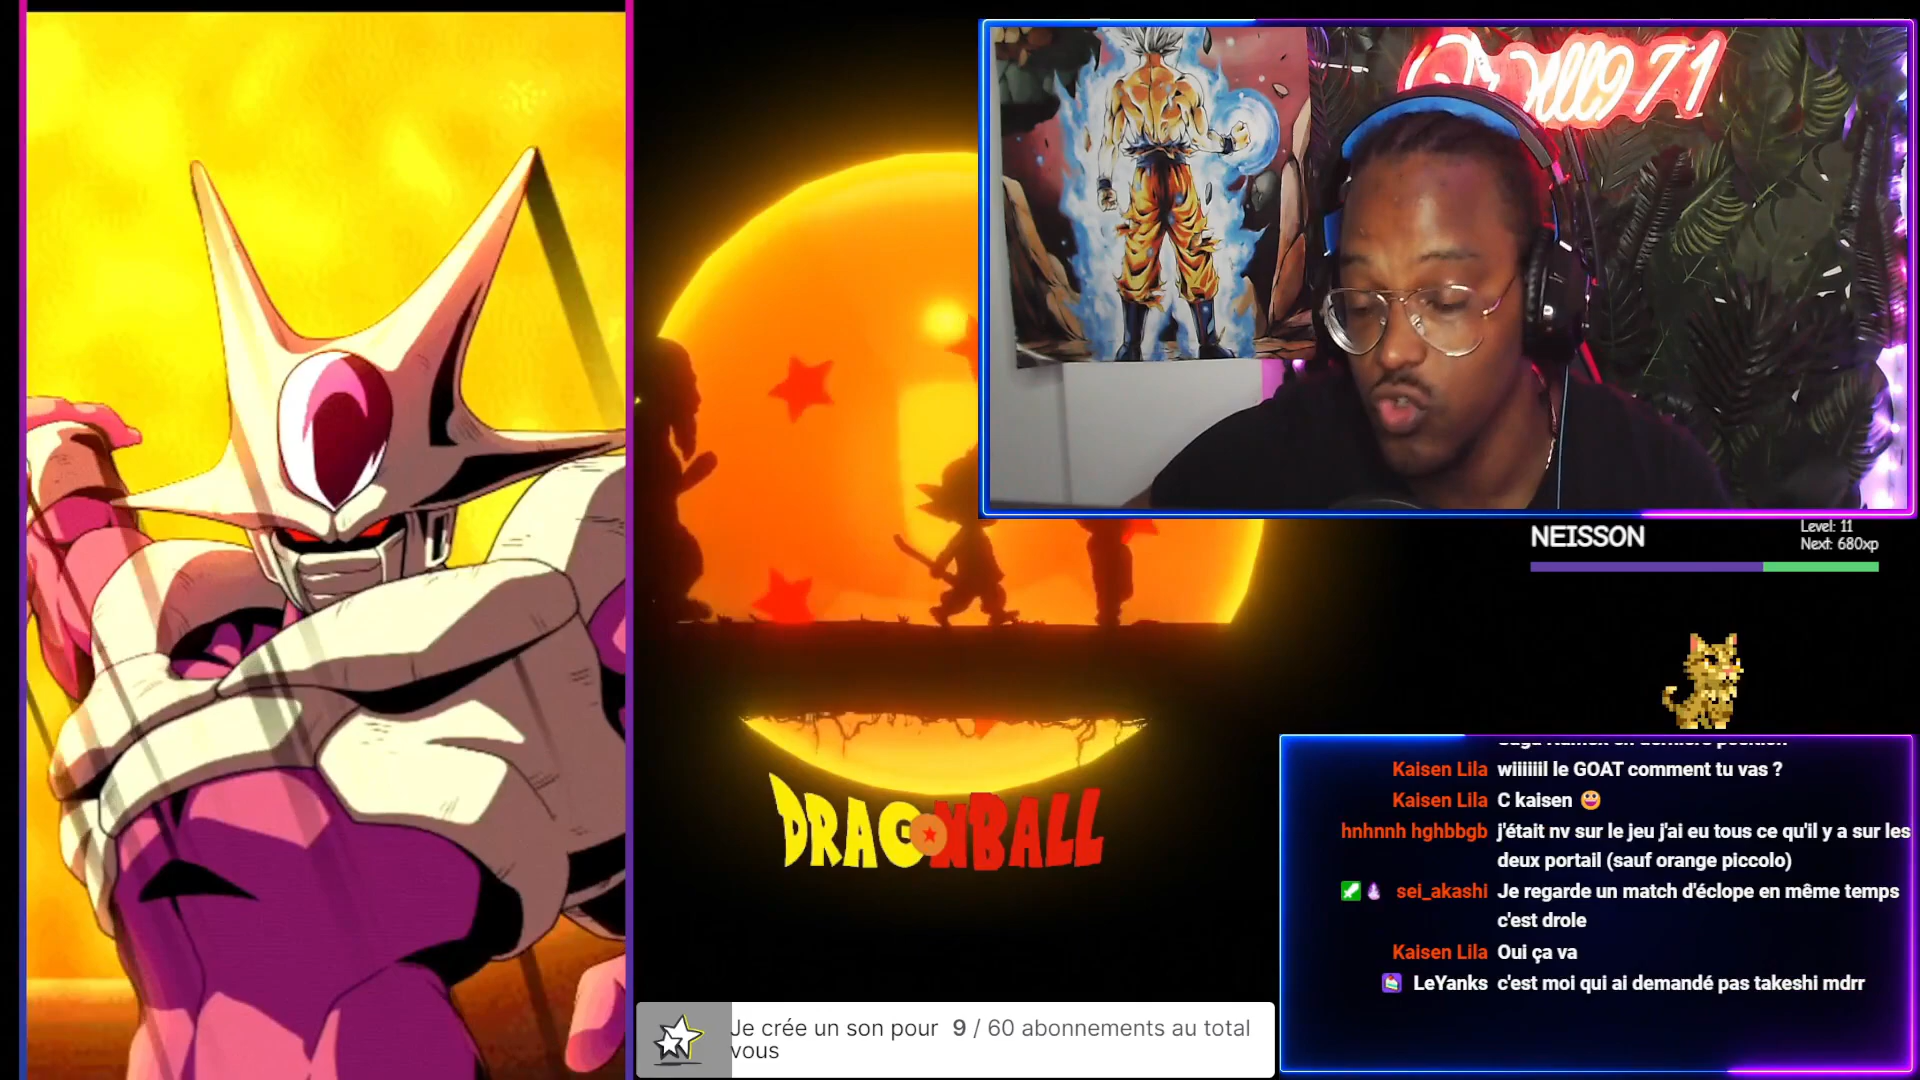 NEISSON
Level: 11
Next: 680xp
DRAGONBALL
Kaisen Lila wiiiiiil le GOAT comment tu vas ?
Kaisen Lila C kaisen
hnhnnh hghbbgb j'était nv sur le jeu j'ai eu tous ce qu'il y a sur les
deux portail (sauf orange piccolo)
sei_akashi Je regarde un match d'éclope en même temps
c'est drole
Kaisen Lila Oui ça va
LeYanks c'est moi qui ai demandé pas takeshi mdrr
Je crée un son pour 9 / 60 abonnements au total
vous